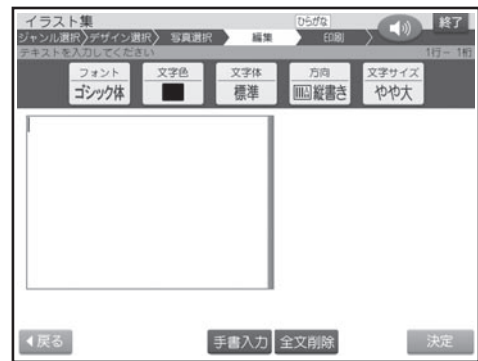 イラスト集 ひらがな 終了
ジャンル選択〉デザイン選択〉 写真選択 編集 印刷
テキストを入力してください 1行− 1桁
フォント 文字色 文字体 方向 文字サイズ
ゴシック体 標準 縦書き やや大
戻る 手書入力 全文削除 決定